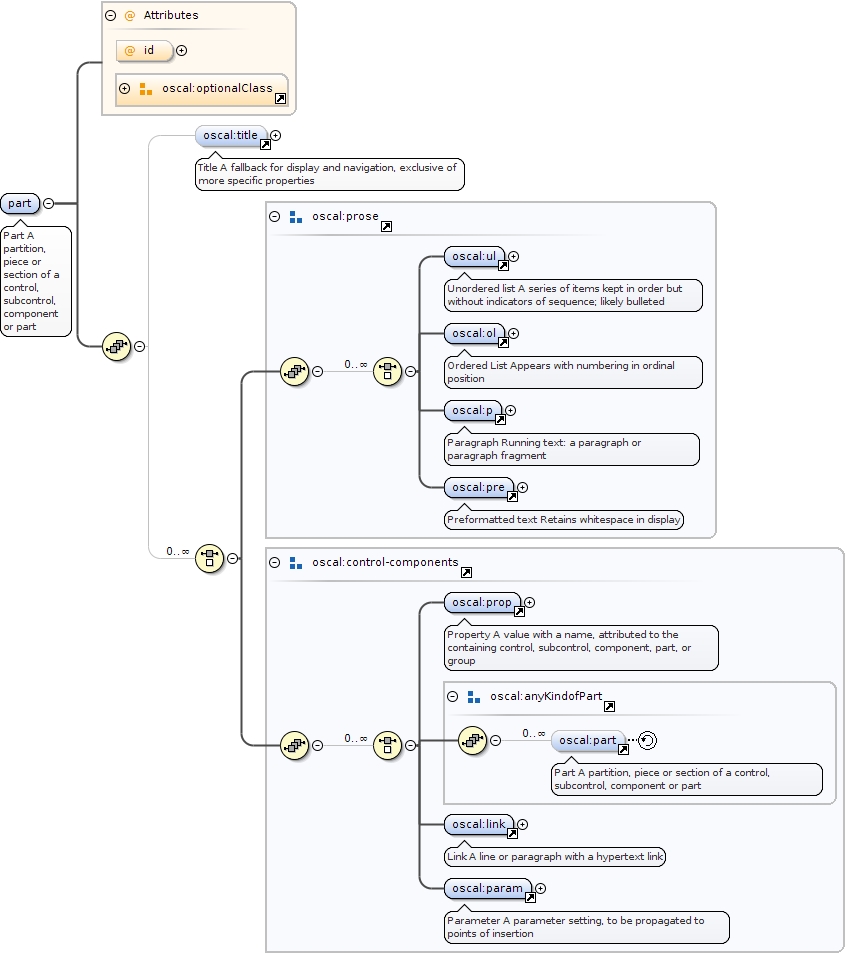 Attributes
@ id
oscal:optionalClass
oscal:title
Title A fallback for display and navigation, exclusive of
more specific properties
part
Part A
partition,
piece or
section of a
control,
subcontrol,
component
or part
oscal:prose
oscal:ul
Unordered list A series of items kept in order but
without indicators of sequence; likely bulleted
oscal:ol
0..∞
Ordered List Appears with numbering in ordinal
position
oscal:p
Paragraph Running text: a paragraph or
paragraph fragment
oscal:pre
Preformatted text Retains whitespace in display
0..∞
oscal:control-components
oscal:prop
Property A value with a name, attributed to the
containing control, subcontrol, component, part, or
group
oscal:anyKindofPart
0..∞
0..∞
oscal:part
Part A partition, piece or section of a control,
subcontrol, component or part
oscal:link
Link A line or paragraph with a hypertext link
oscal:param
Parameter A parameter setting, to be propagated to
points of insertion